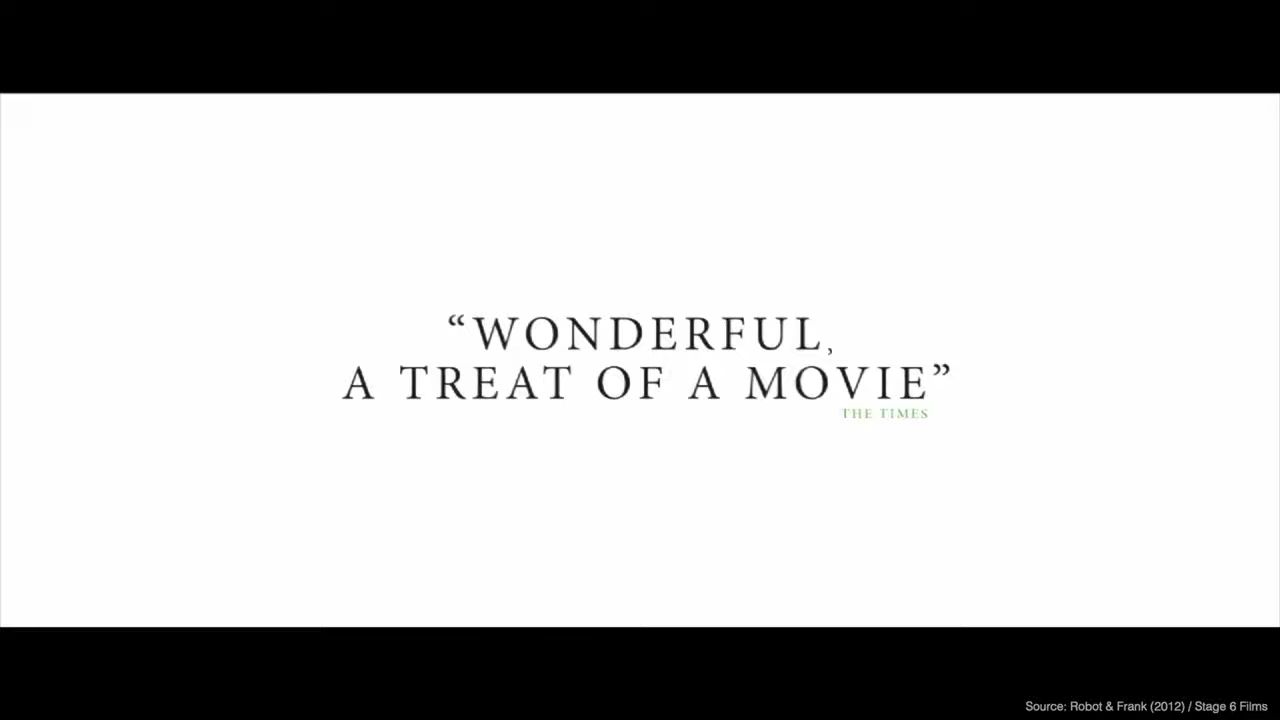 “WONDERFUL,
A TREAT OF A MOVIE”
THE TIMES
Source: Robot & Frank (2012) / Stage 6 Films